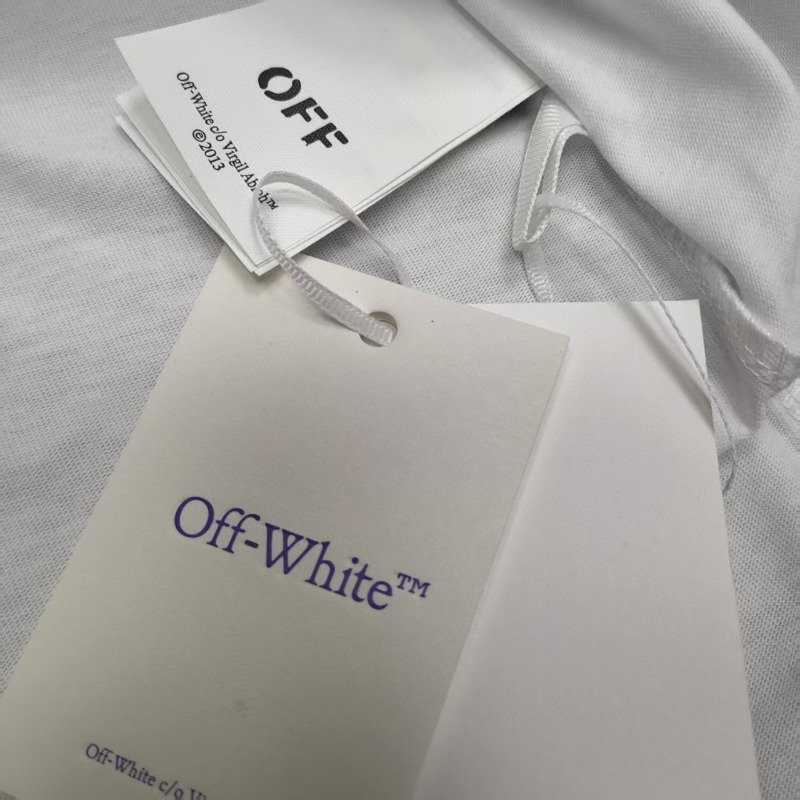 OFF
Off-White c/o Virgil Abloh™
©2013
Off-White™
Off-White c/o